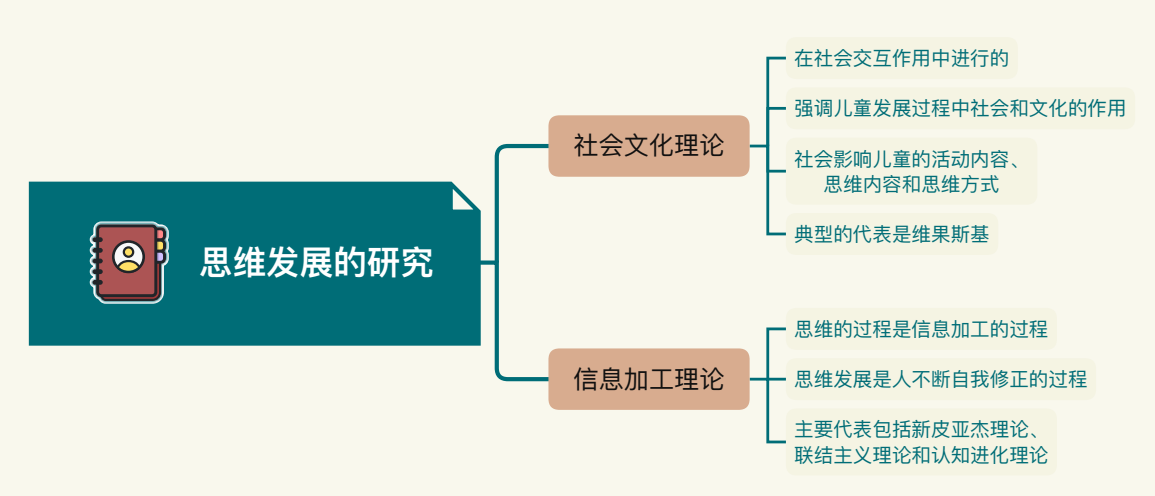 思维发展的研究
社会文化理论
在社会交互作用中进行的
强调儿童发展过程中社会和文化的作用
社会影响儿童的活动内容、
思维内容和思维方式
典型的代表是维果斯基
信息加工理论
思维的过程是信息加工的过程
思维发展是人不断自我修正的过程
主要代表包括新皮亚杰理论、
联结主义理论和认知进化理论